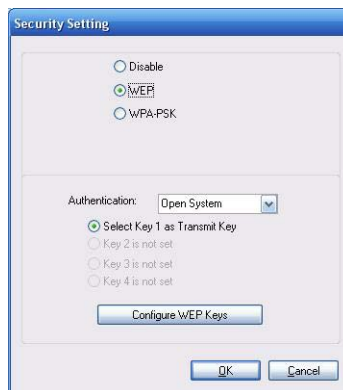 Security Setting
Disable
WEP
WPA-PSK
Authentication: Open System
Select Key 1 as Transmit Key
Key 2 is not set
Key 3 is not set
Key 4 is not set
Configure WEP Keys
OK Cancel